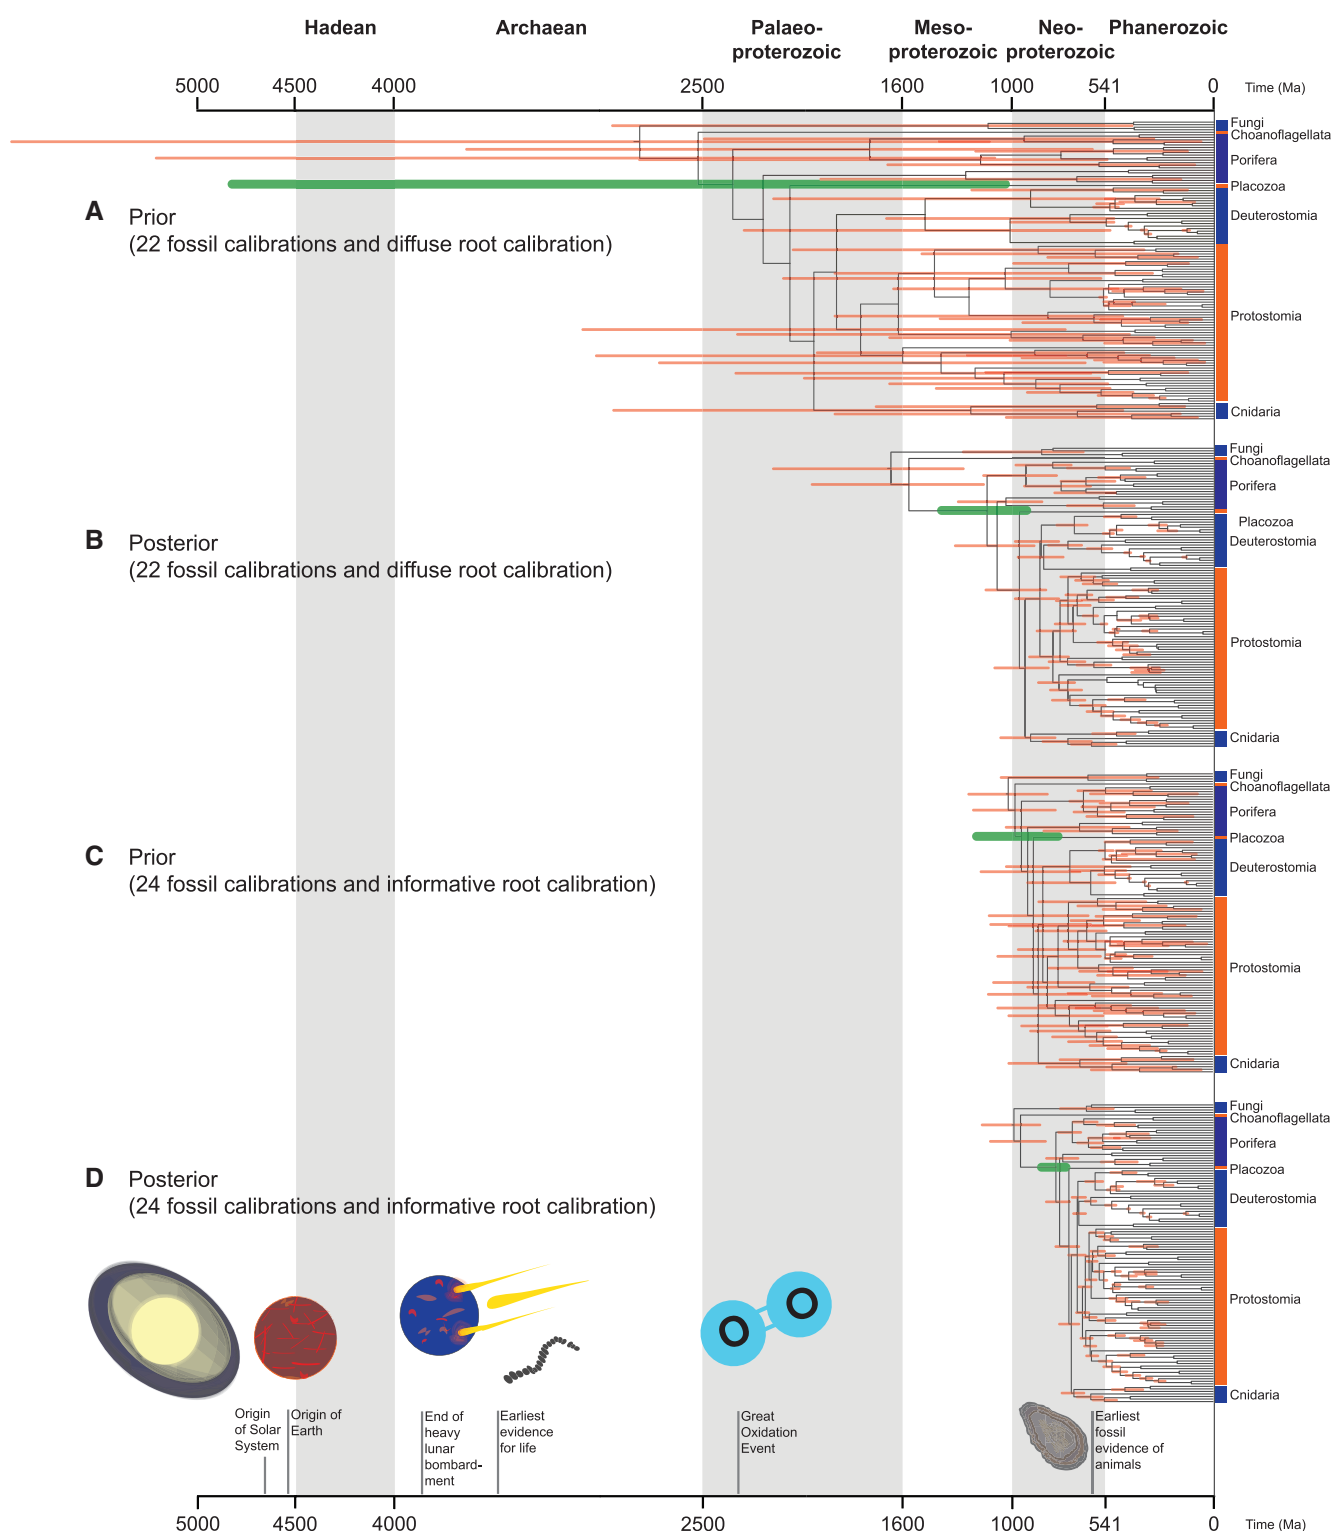 Hadean
Archaean
Palaeo-
proterozoic
Meso-
proterozoic
Neo-
proterozoic
Phanerozoic
5000
4500
4000
2500
1600
1000
541
0
Time (Ma)
Fungi
Choanoflagellata
Porifera
Placozoa
Deuterostomia
Protostomia
Cnidaria
A
Prior
(22 fossil calibrations and diffuse root calibration)
Fungi
Choanoflagellata
Porifera
Placozoa
Deuterostomia
Protostomia
Cnidaria
B
Posterior
(22 fossil calibrations and diffuse root calibration)
Fungi
Choanoflagellata
Porifera
Placozoa
Deuterostomia
Protostomia
Cnidaria
C
Prior
(24 fossil calibrations and informative root calibration)
Fungi
Choanoflagellata
Porifera
Placozoa
Deuterostomia
Protostomia
Cnidaria
D
Posterior
(24 fossil calibrations and informative root calibration)
Origin
of Solar
System
Origin of
Earth
End of
heavy
lunar
bombard-
ment
Earliest
evidence
for life
Great
Oxidation
Event
Earliest
fossil
evidence of
animals
5000
4500
4000
2500
1600
1000
541
0
Time (Ma)